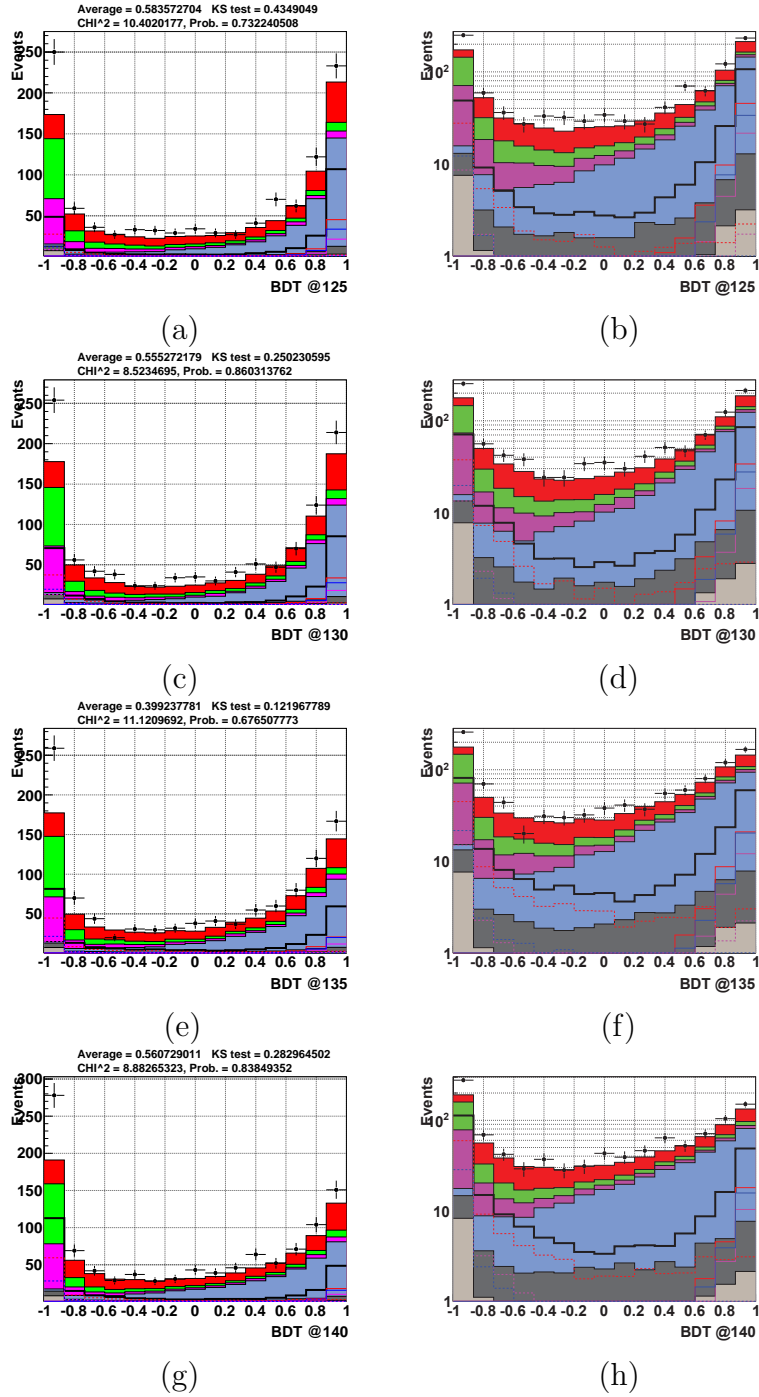 Average = 0.583572704 KS test = 0.4349049
CHI^2 = 10.4020177, Prob. = 0.732240508
Events
250
200
150
100
50
-1 -0.8 -0.6 -0.4 -0.2 0 0.2 0.4 0.6 0.8 1
BDT @125
(a)
Events
10^2
10
1
-1 -0.8 -0.6 -0.4 -0.2 0 0.2 0.4 0.6 0.8 1
BDT @125
(b)
Average = 0.555272179 KS test = 0.250230595
CHI^2 = 8.5234695, Prob. = 0.860313762
Events
250
200
150
100
50
-1 -0.8 -0.6 -0.4 -0.2 0 0.2 0.4 0.6 0.8 1
BDT @130
(c)
Events
10^2
10
1
-1 -0.8 -0.6 -0.4 -0.2 0 0.2 0.4 0.6 0.8 1
BDT @130
(d)
Average = 0.399237781 KS test = 0.121967789
CHI^2 = 11.1209692, Prob. = 0.676507773
Events
250
200
150
100
50
-1 -0.8 -0.6 -0.4 -0.2 0 0.2 0.4 0.6 0.8 1
BDT @135
(e)
Events
10^2
10
1
-1 -0.8 -0.6 -0.4 -0.2 0 0.2 0.4 0.6 0.8 1
BDT @135
(f)
Average = 0.560729011 KS test = 0.282964502
CHI^2 = 8.88265323, Prob. = 0.83849352
Events
300
250
200
150
100
50
-1 -0.8 -0.6 -0.4 -0.2 0 0.2 0.4 0.6 0.8 1
BDT @140
(g)
Events
10^2
10
1
-1 -0.8 -0.6 -0.4 -0.2 0 0.2 0.4 0.6 0.8 1
BDT @140
(h)